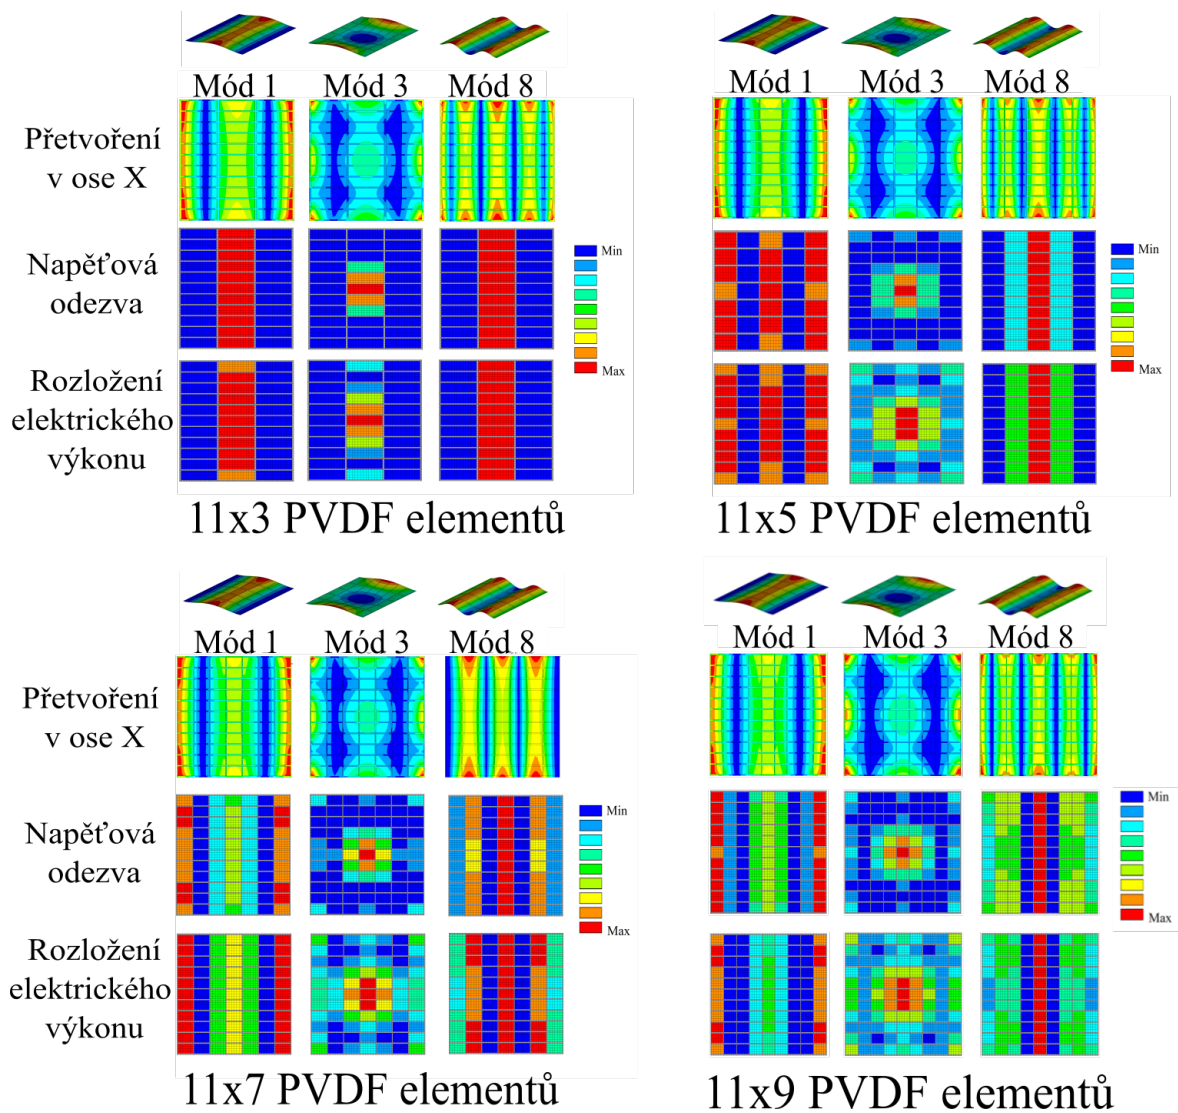 Mód 1 Mód 3 Mód 8
Přetvoření
v ose X
Napěťová
odezva
Rozložení
elektrického
výkonu
Min
Max
11x3 PVDF elementů
Mód 1 Mód 3 Mód 8
Min
Max
11x5 PVDF elementů
Mód 1 Mód 3 Mód 8
Přetvoření
v ose X
Napěťová
odezva
Rozložení
elektrického
výkonu
Min
Max
11x7 PVDF elementů
Mód 1 Mód 3 Mód 8
Min
Max
11x9 PVDF elementů